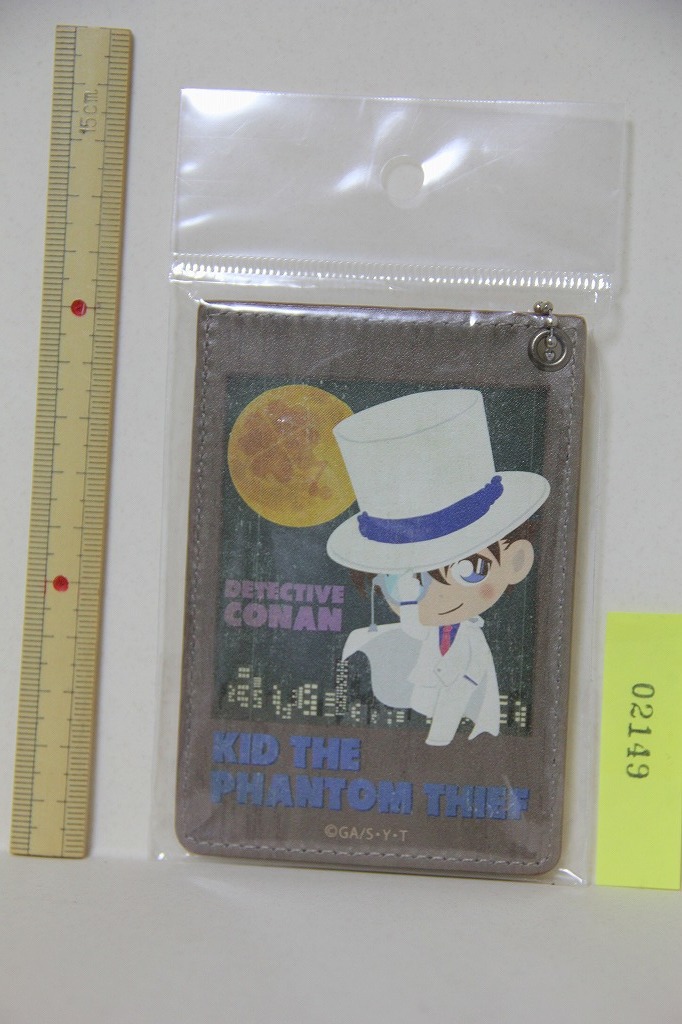 15cm
DETECTIVE
CONAN
KID THE
PHANTOM THIEF
©GA/S・Y・T
02149